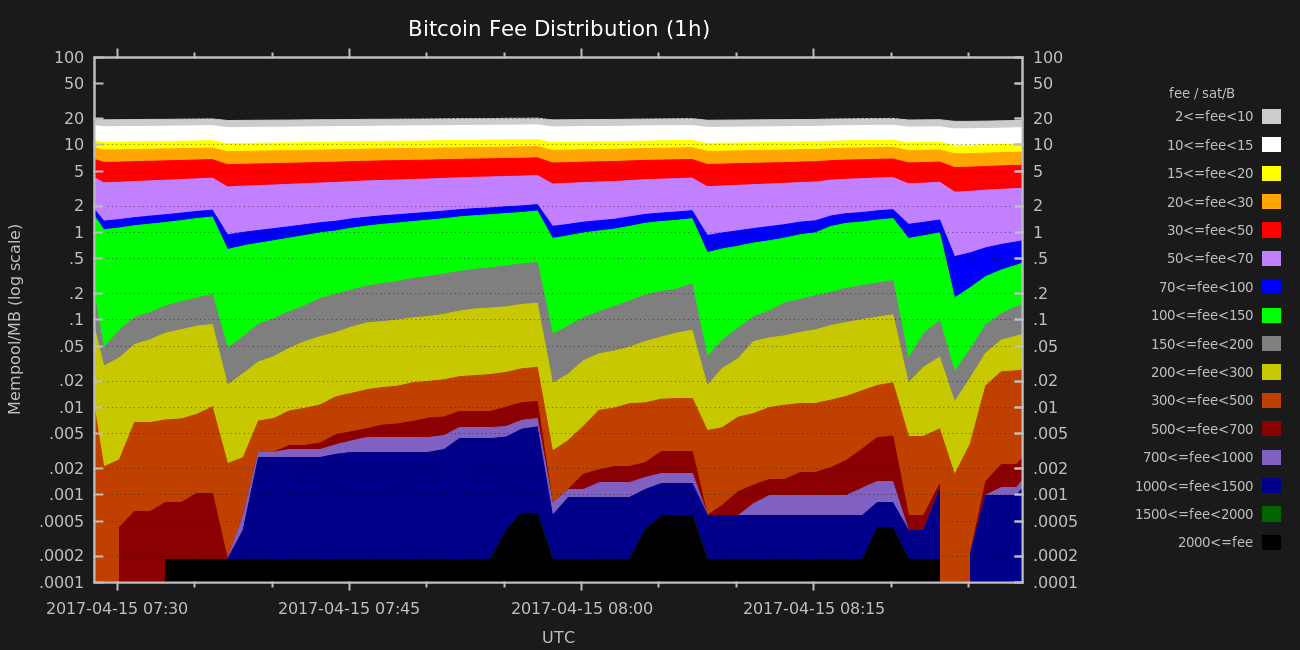 Bitcoin Fee Distribution (1h)
Mempool/MB (log scale)
100
50
20
10
5
2
1
.5
.2
.1
.05
.02
.01
.005
.002
.001
.0005
.0002
.0001
100
50
20
10
5
2
1
.5
.2
.1
.05
.02
.01
.005
.002
.001
.0005
.0002
.0001
fee / sat/B
2<=fee<10
10<=fee<15
15<=fee<20
20<=fee<30
30<=fee<50
50<=fee<70
70<=fee<100
100<=fee<150
150<=fee<200
200<=fee<300
300<=fee<500
500<=fee<700
700<=fee<1000
1000<=fee<1500
1500<=fee<2000
2000<=fee
2017-04-15 07:30 2017-04-15 07:45 2017-04-15 08:00 2017-04-15 08:15
UTC